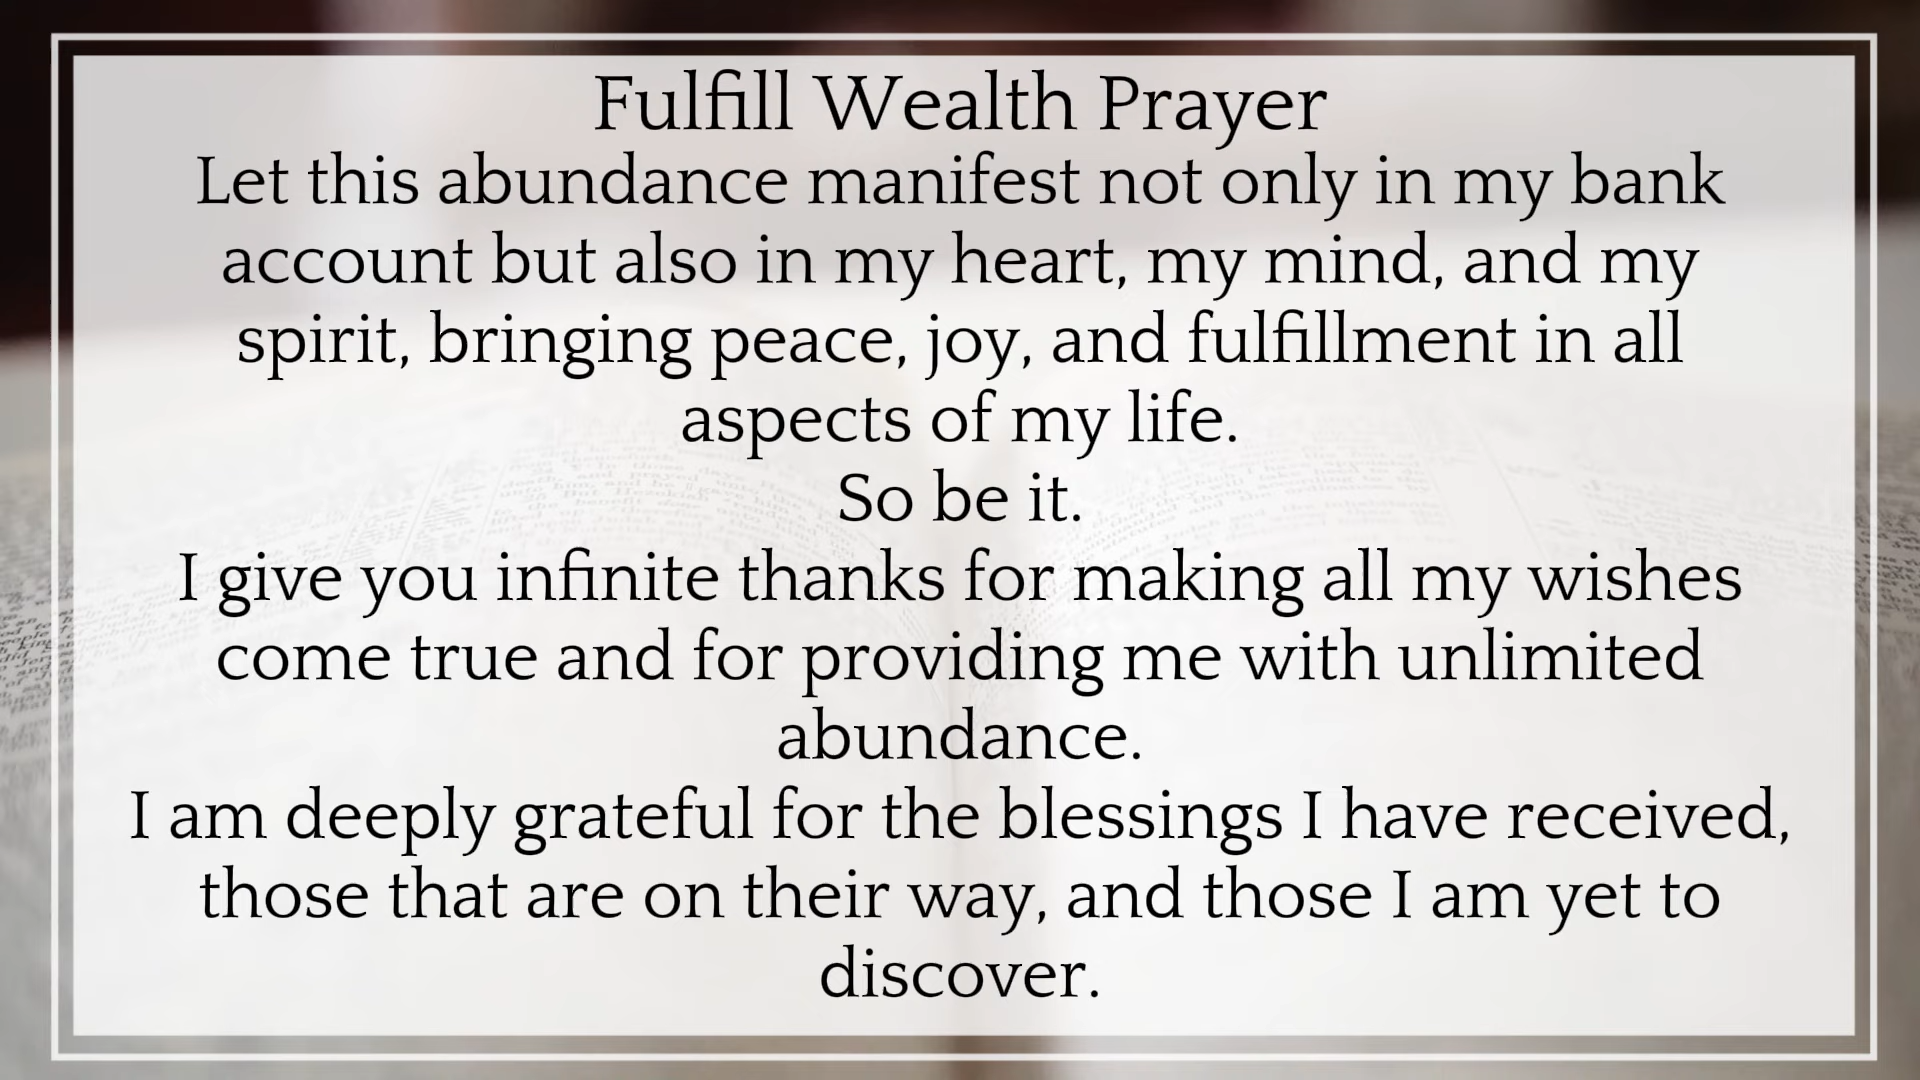 Fulfill Wealth Prayer
Let this abundance manifest not only in my bank
account but also in my heart, my mind, and my
spirit, bringing peace, joy, and fulfillment in all
aspects of my life.
So be it.
I give you infinite thanks for making all my wishes
come true and for providing me with unlimited
abundance.
I am deeply grateful for the blessings I have received,
those that are on their way, and those I am yet to
discover.